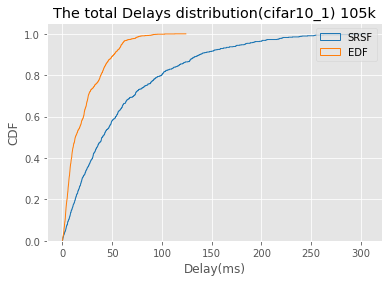 The total Delays distribution(cifar10_1) 105k
SRSF
EDF
1.0
0.8
0.6
0.4
0.2
0.0
CDF
0 50 100 150 200 250 300
Delay(ms)